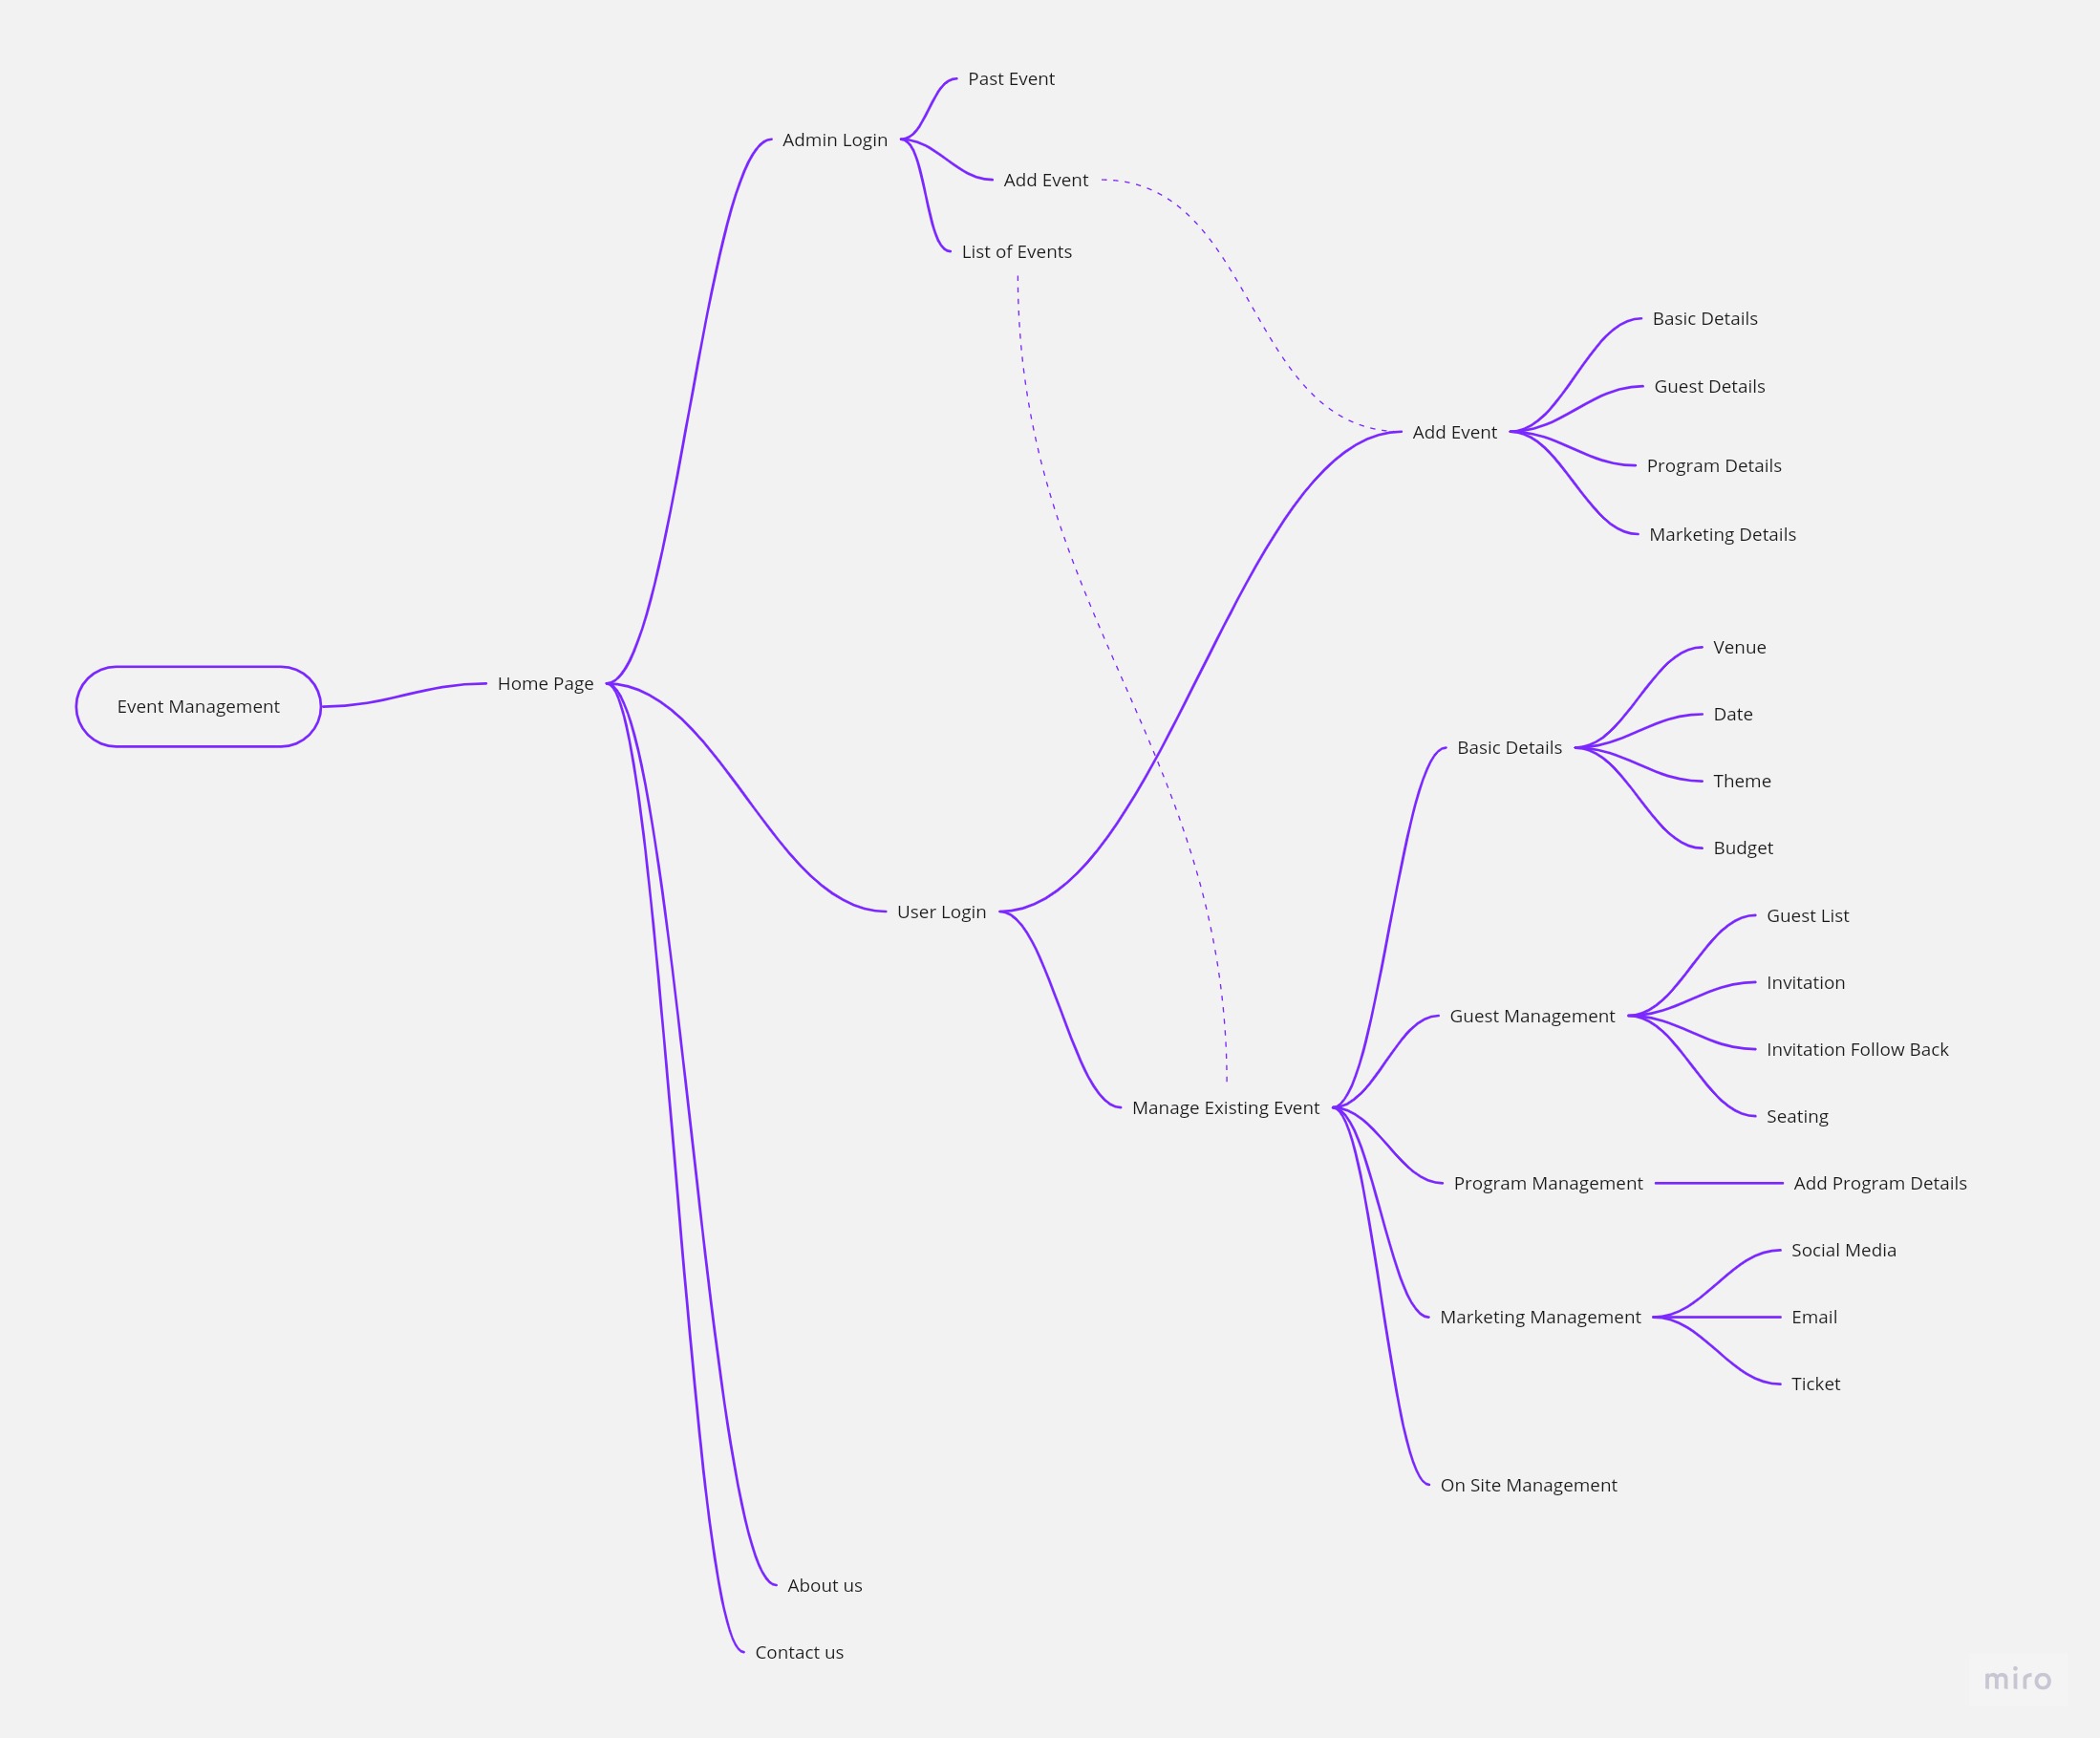 Event Management
Home Page
Admin Login
Past Event
Add Event
List of Events
User Login
Add Event
Basic Details
Guest Details
Program Details
Marketing Details
Manage Existing Event
Basic Details
Venue
Date
Theme
Budget
Guest Management
Guest List
Invitation
Invitation Follow Back
Seating
Program Management
Add Program Details
Marketing Management
Social Media
Email
Ticket
On Site Management
About us
Contact us
miro